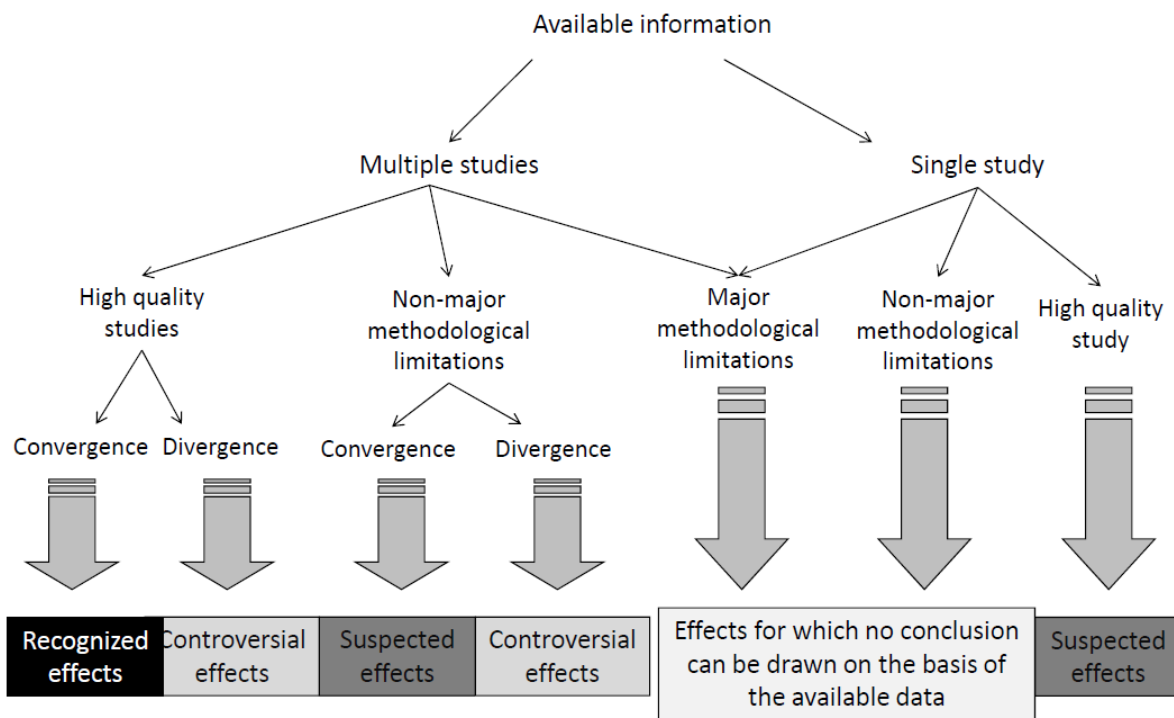 Available information
Multiple studies
Single study
High quality
studies
Non-major
methodological
limitations
Major
methodological
limitations
Non-major
methodological
limitations
High quality
study
Convergence
Divergence
Convergence
Divergence
Recognized
effects
Controversial
effects
Suspected
effects
Controversial
effects
Effects for which no conclusion
can be drawn on the basis of
the available data
Suspected
effects